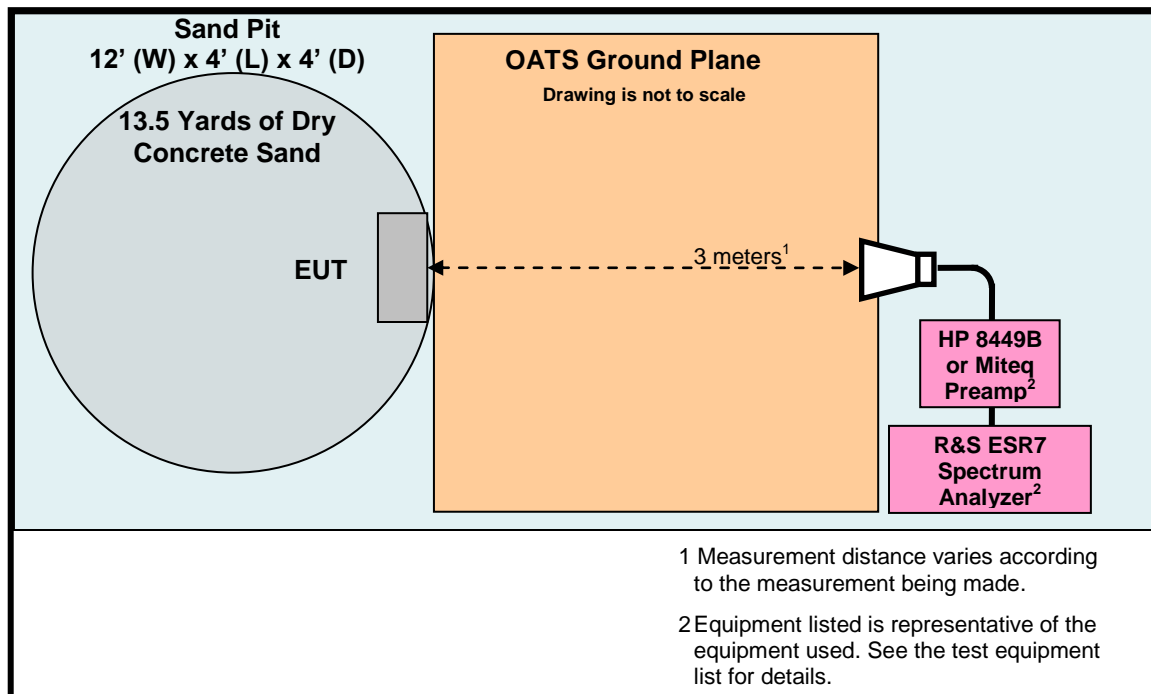 Sand Pit
12’ (W) x 4’ (L) x 4’ (D)
13.5 Yards of Dry
Concrete Sand
EUT
OATS Ground Plane
Drawing is not to scale
3 meters1
HP 8449B
or Miteq
Preamp2
R&S ESR7
Spectrum
Analyzer2
1 Measurement distance varies according
to the measurement being made.
2 Equipment listed is representative of the
equipment used. See the test equipment
list for details.